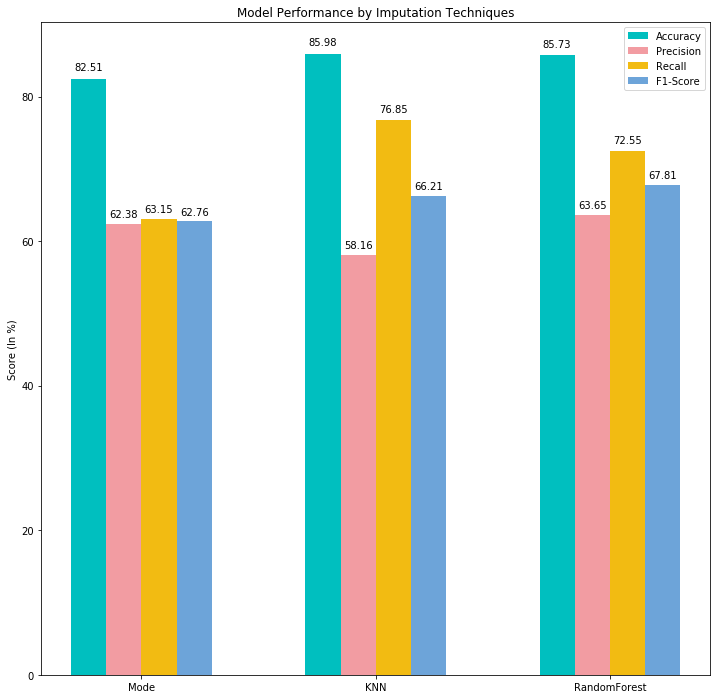 Model Performance by Imputation Techniques
Accuracy
Precision
Recall
F1-Score
Score (In %)
80
60
40
20
0
82.51
62.38
63.15
62.76
85.98
58.16
76.85
66.21
85.73
63.65
72.55
67.81
Mode
KNN
RandomForest